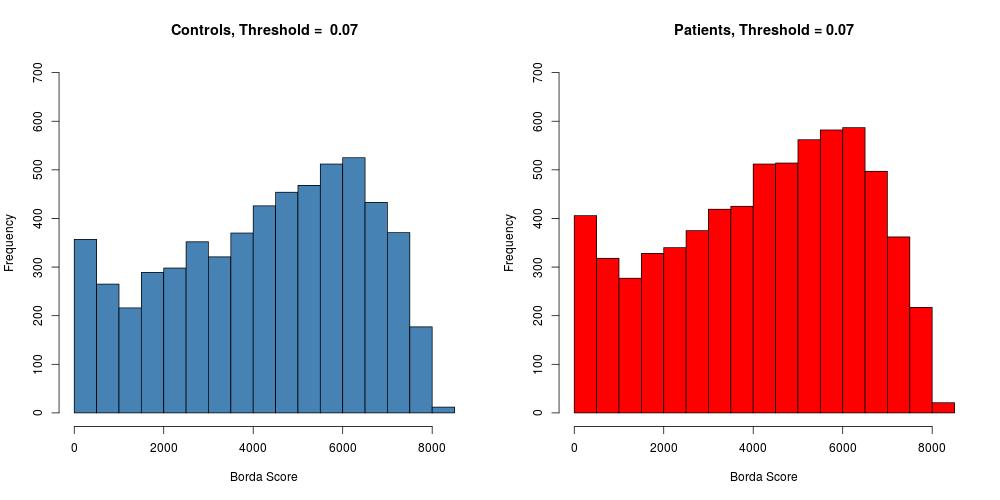 Controls, Threshold =  0.07
Frequency
0 100 200 300 400 500 600 700
0 2000 4000 6000 8000
Borda Score
Patients, Threshold = 0.07
Frequency
0 100 200 300 400 500 600 700
0 2000 4000 6000 8000
Borda Score